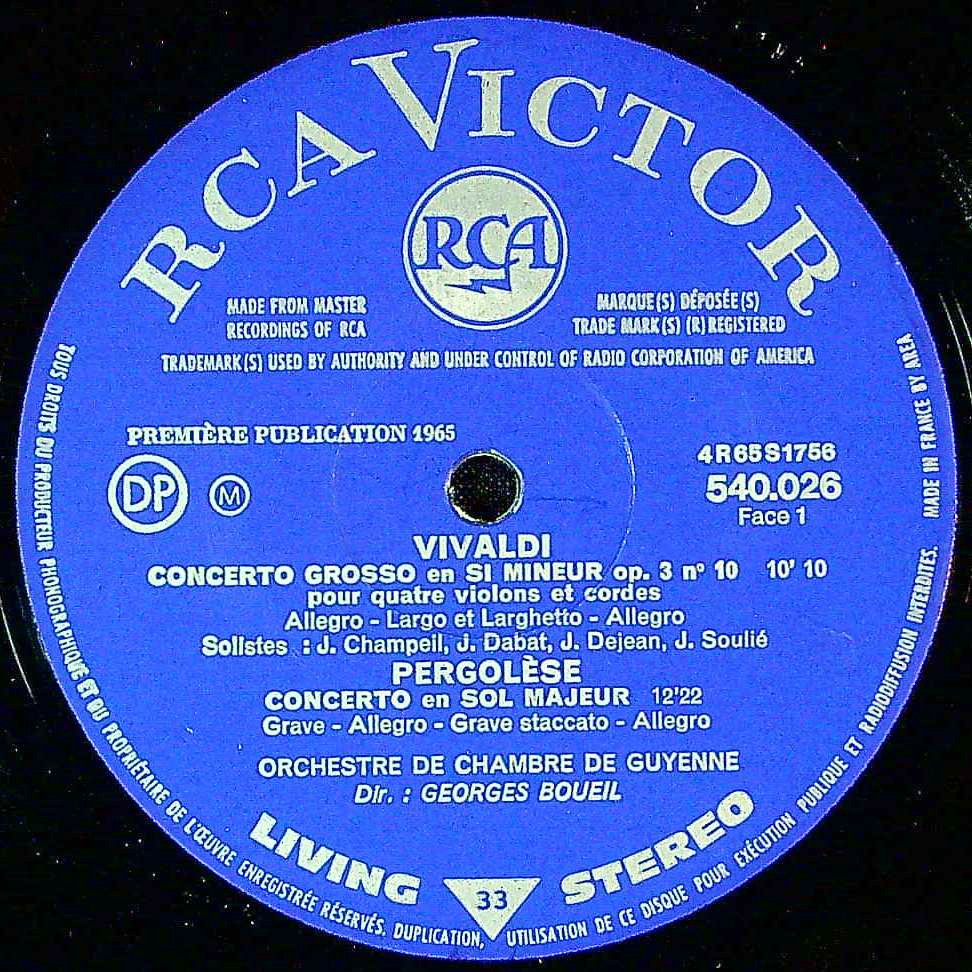 RCA VICTOR
RCA
MADE FROM MASTER
RECORDINGS OF RCA
MARQUE(S) DÉPOSÉE(S)
TRADE MARK(S) (R) REGISTERED
TRADEMARK(S) USED BY AUTHORITY AND UNDER CONTROL OF RADIO CORPORATION OF AMERICA
PREMIÈRE PUBLICATION 1965
DP M
4R65S1756
540.026
Face 1
VIVALDI
CONCERTO GROSSO en SI MINEUR op. 3 n° 10 10' 10
pour quatre violons et cordes
Allegro - Largo et Larghetto - Allegro
Solistes : J. Champeil, J. Dabat, J. Dejean, J. Soulié
PERGOLÈSE
CONCERTO en SOL MAJEUR 12'22
Grave - Allegro - Grave staccato - Allegro
ORCHESTRE DE CHAMBRE DE GUYENNE
Dir. : GEORGES BOUEIL
LIVING 33 STEREO
TOUS DROITS DU PRODUCTEUR PHONOGRAPHIQUE ET DU PROPRIÉTAIRE DE L'ŒUVRE ENREGISTRÉE RÉSERVÉS. DUPLICATION, UTILISATION DE CE DISQUE POUR EXÉCUTION PUBLIQUE ET RADIODIFFUSION INTERDITES. MADE IN FRANCE BY AREA